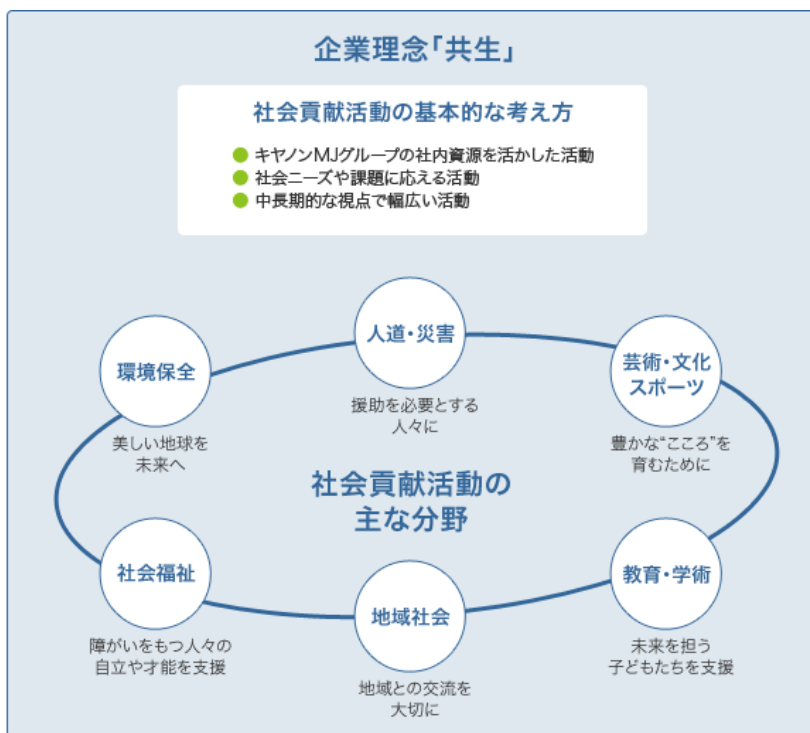 企業理念「共生」
社会貢献活動の基本的な考え方
キヤノンMJグループの社内資源を活かした活動
社会ニーズや課題に応える活動
中長期的な視点で幅広い活動
人道・災害
援助を必要とする
人々に
芸術・文化
スポーツ
豊かな“こころ”を
育むために
教育・学術
未来を担う
子どもたちを支援
地域社会
地域との交流を
大切に
社会福祉
障がいをもつ人々の
自立や才能を支援
環境保全
美しい地球を
未来へ
社会貢献活動の
主な分野